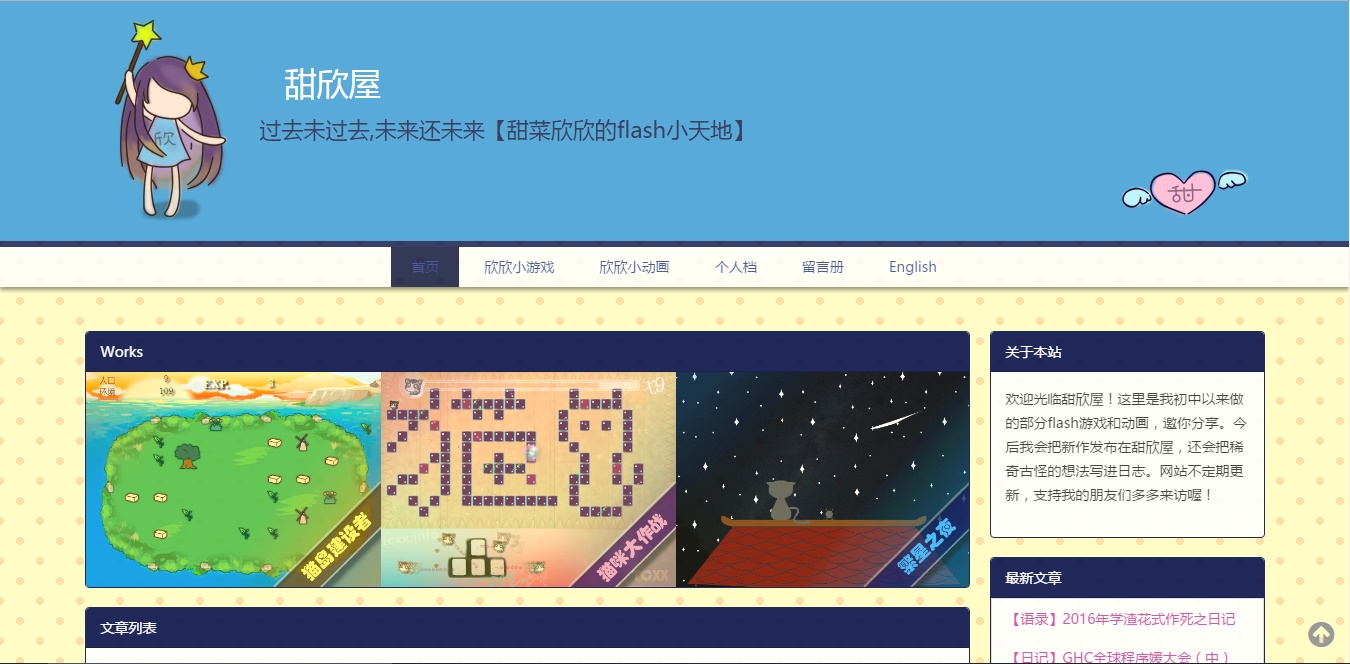 甜欣屋
过去未过去,未来还未来【甜菜欣欣的flash小天地】
欣
甜
首页 欣欣小游戏 欣欣小动画 个人档 留言册 English
Works
人口 9 EXP. 3
环境 109
猫岛建设者
x9
猫咪大作战
繁星之夜
关于本站
欢迎光临甜欣屋！这里是我初中以来做
的部分flash游戏和动画，邀你分享。今
后我会把新作发布在甜欣屋，还会把稀
奇古怪的想法写进日志。网站不定期更
新，支持我的朋友们多多来访喔！
最新文章
【语录】2016年学渣花式作死之日记
【日记】GHC全球程序媛大会（中）
文章列表